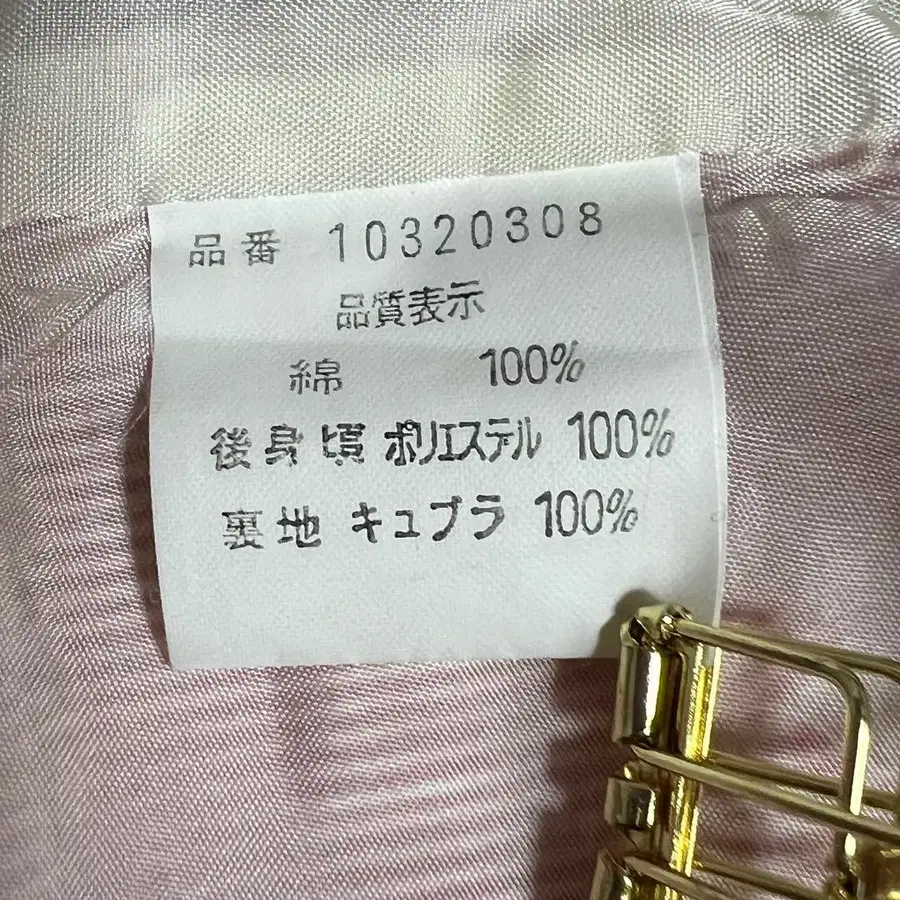 品番 10320308
品質表示
綿 100%
後身頃 ポリエステル 100%
裏地 キュプラ 100%